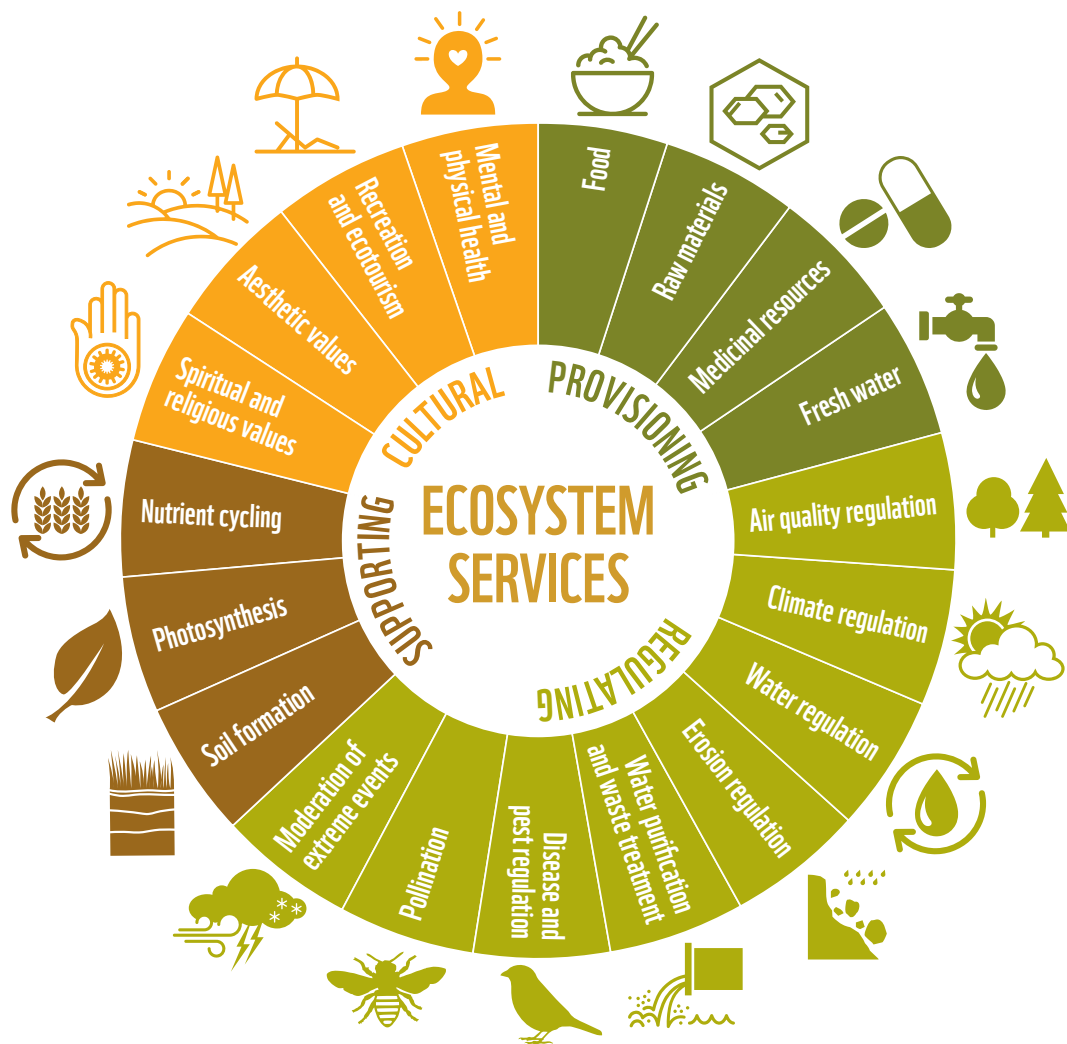 ECOSYSTEM
SERVICES
PROVISIONING
Food
Raw materials
Medicinal resources
Fresh water
REGULATING
Air quality regulation
Climate regulation
Water regulation
Erosion regulation
Water purification
and waste treatment
Disease and
pest regulation
Pollination
Moderation of
extreme events
SUPPORTING
Soil formation
Photosynthesis
Nutrient cycling
CULTURAL
Spiritual and
religious values
Aesthetic values
Recreation
and ecotourism
Mental and
physical health